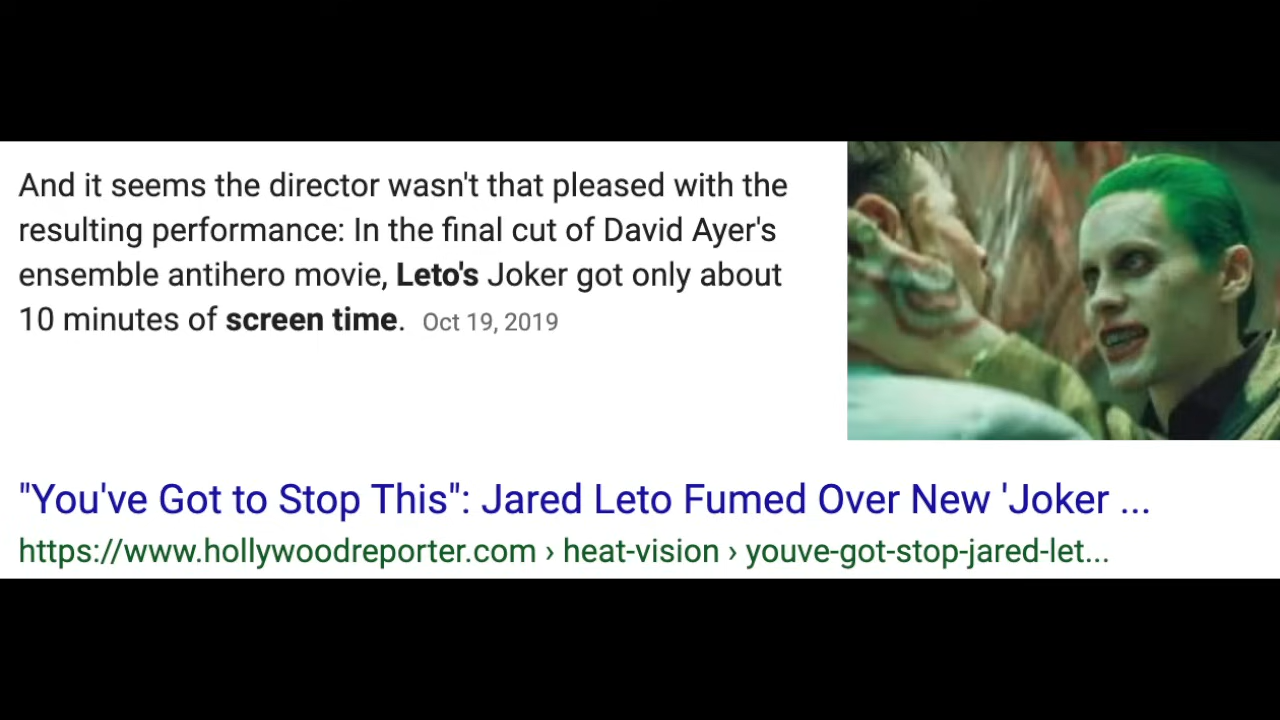 And it seems the director wasn't that pleased with the
resulting performance: In the final cut of David Ayer's
ensemble antihero movie, Leto's Joker got only about
10 minutes of screen time. Oct 19, 2019
"You've Got to Stop This": Jared Leto Fumed Over New 'Joker ...
https://www.hollywoodreporter.com › heat-vision › youve-got-stop-jared-let...